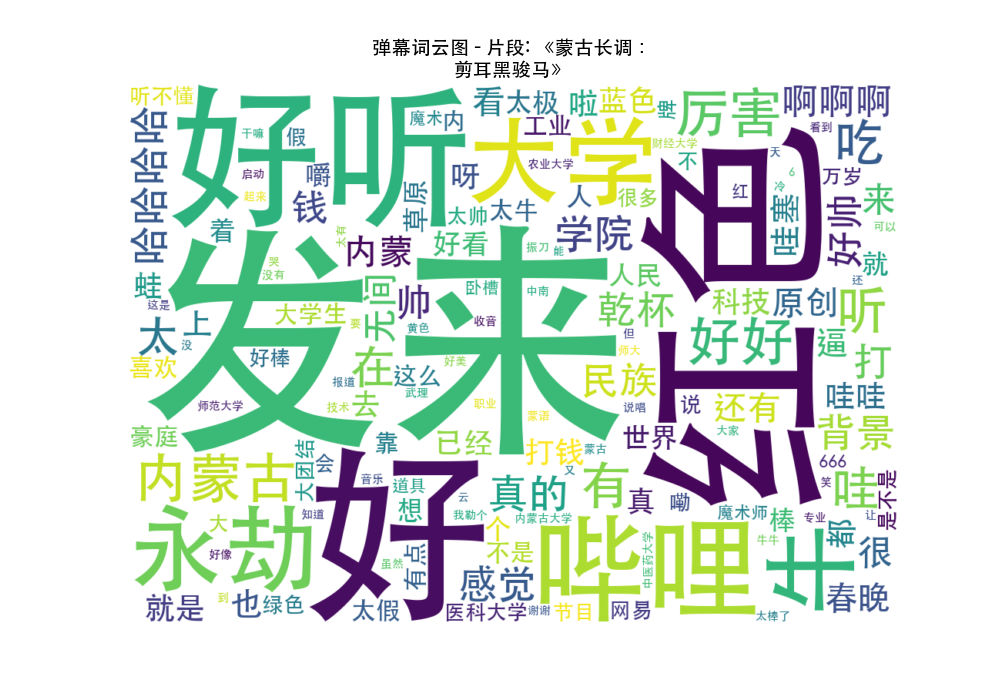 弹幕词云图 - 片段: 《蒙古长调:
剪耳黑骏马》
听不懂
好听
干嘛
假
魔术
内
看
太极
啦
蓝色
蜱
厉害
啊啊啊
看到
工业
财经大学
大学
吃
哈哈哈哈哈
启动
起来
嚼
钱
草原
呀
农业大学
不
天
6
红
冷
万岁
人
很多
着
太有
太帅
太牛
学院
哇塞
好帅
来
可以
内蒙
好看
振刀
能
红色
就
还
哭
没有
蛙
这是
发来
无间
帅
卧槽
中南
人民
乾杯
科技
原创
听
大学生
要
黄色
收音
但
好好
逼
太
上
没
好棒
在
好美
师大
打
喜欢
报道
这么
武理
民族
哇哇
师范大学
技术
去
职业
蒙语
说唱
说
还有
背景
豪庭
大团结
靠
已经
打钱
蒙古
世界
大家
666
会
又
内蒙古
音乐
道具
云
真的
有
真
嘞
笑
哇
是不是
知道
想
我勒个
内蒙古大学
魔术师
棒
专业
让
都
大
好像
好
个
不是
哔哩
中医药大学
牛牛
牛
很
永劫
虽然
有点
感觉
到
就是
也
绿色
太假
医科大学
谢谢
节目
网易
太棒了
春晚